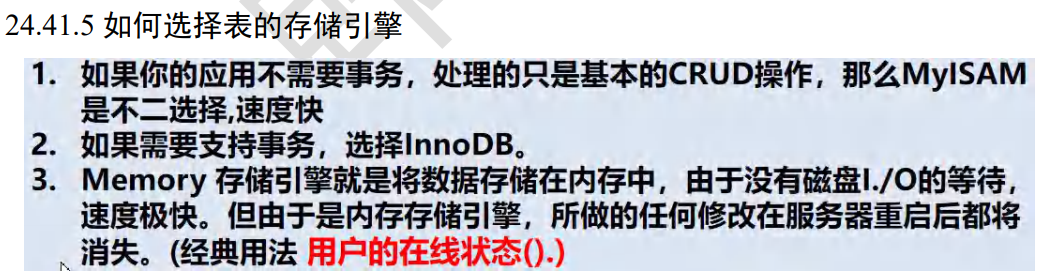 24.41.5 如何选择表的存储引擎
1. 如果你的应用不需要事务，处理的只是基本的CRUD操作，那么MyISAM
是不二选择,速度快
2. 如果需要支持事务，选择InnoDB。
3. Memory 存储引擎就是将数据存储在内存中，由于没有磁盘I./O的等待，
速度极快。但由于是内存存储引擎，所做的任何修改在服务器重启后都将
消失。(经典用法 用户的在线状态().)